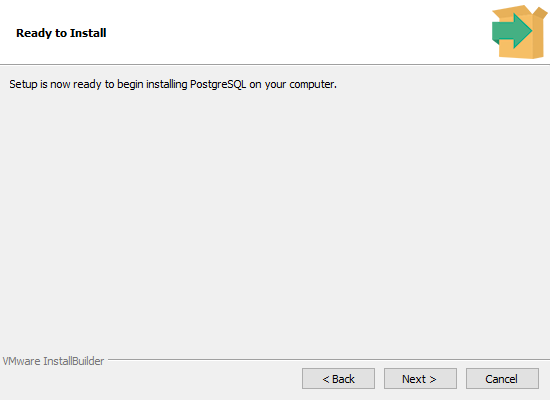 Ready to Install
Setup is now ready to begin installing PostgreSQL on your computer.
VMware InstallBuilder
< Back
Next >
Cancel